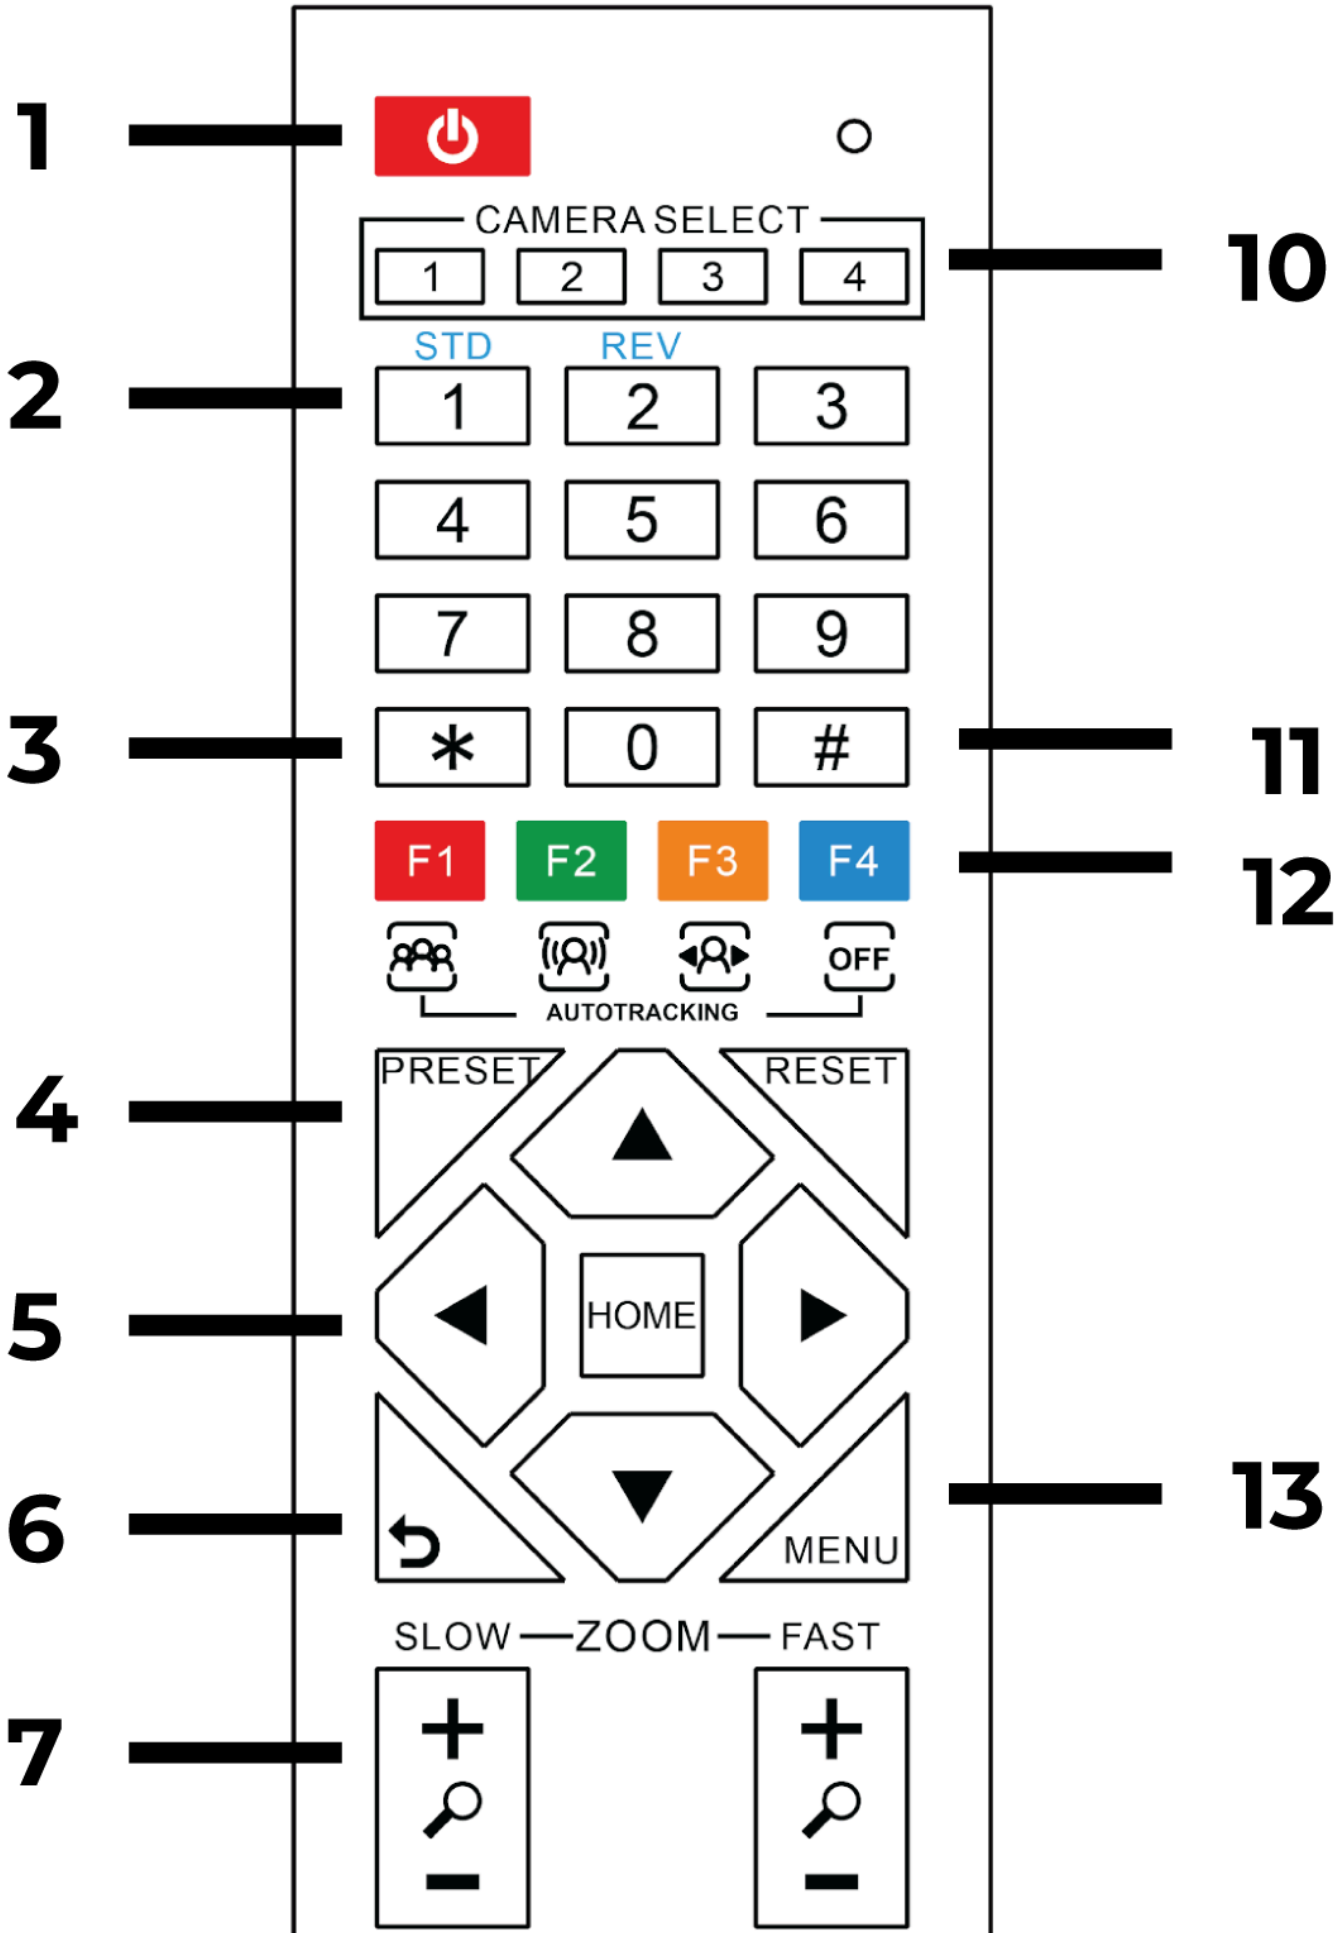 1
CAMERA SELECT
1 2 3 4
10
STD REV
2
1 2 3
4 5 6
7 8 9
3
* 0 #
11
F1 F2 F3 F4
12
OFF
AUTOTRACKING
PRESET RESET
4
5
HOME
13
6
MENU
SLOW ZOOM FAST
+ +
7
- -